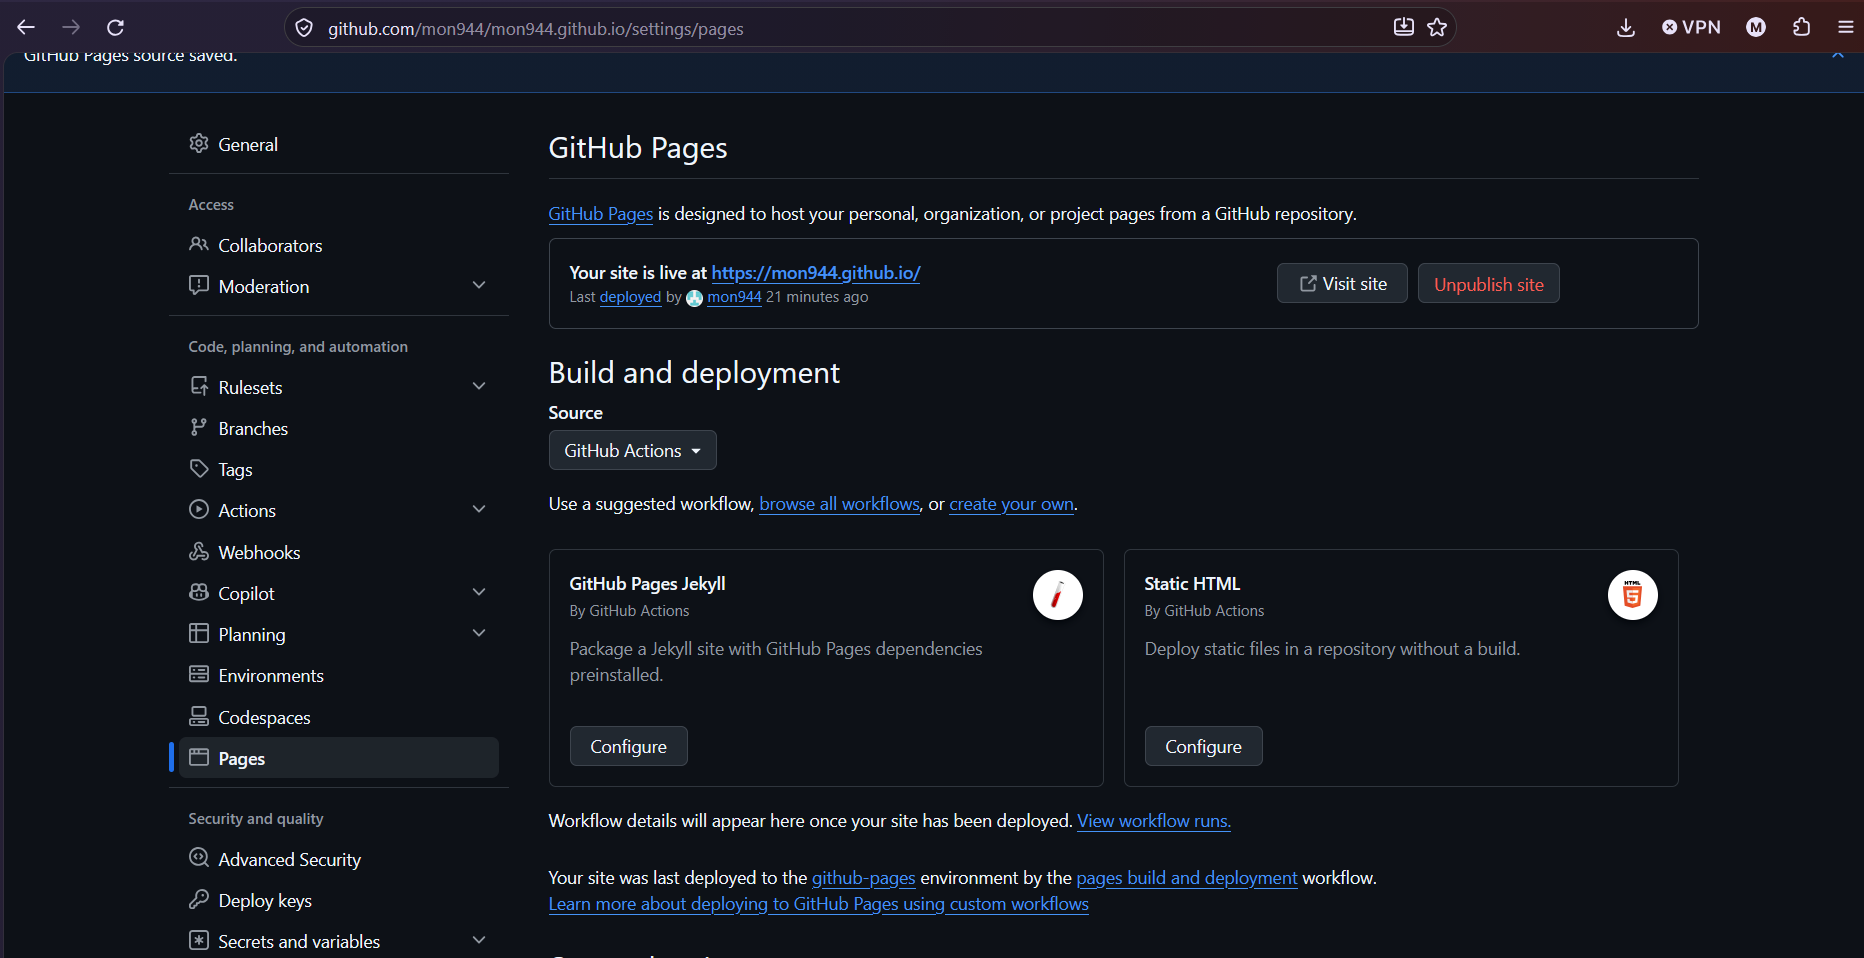 github.com/mon944/mon944.github.io/settings/pages
VPN
M
GitHub Pages source saved.
General
Access
Collaborators
Moderation
Code, planning, and automation
Rulesets
Branches
Tags
Actions
Webhooks
Copilot
Planning
Environments
Codespaces
Pages
Security and quality
Advanced Security
Deploy keys
Secrets and variables
GitHub Pages
GitHub Pages is designed to host your personal, organization, or project pages from a GitHub repository.
Your site is live at https://mon944.github.io/
Last deployed by mon944 21 minutes ago
Visit site
Unpublish site
Build and deployment
Source
GitHub Actions
Use a suggested workflow, browse all workflows, or create your own.
GitHub Pages Jekyll
By GitHub Actions
Package a Jekyll site with GitHub Pages dependencies
preinstalled.
Configure
Static HTML
By GitHub Actions
HTML
5
Deploy static files in a repository without a build.
Configure
Workflow details will appear here once your site has been deployed. View workflow runs.
Your site was last deployed to the github-pages environment by the pages build and deployment workflow.
Learn more about deploying to GitHub Pages using custom workflows